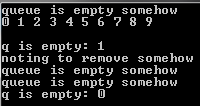 queue is empty somehow
0 1 2 3 4 5 6 7 8 9
q is empty: 1
noting to remove somehow
queue is empty somehow
queue is empty somehow
q is empty: 0